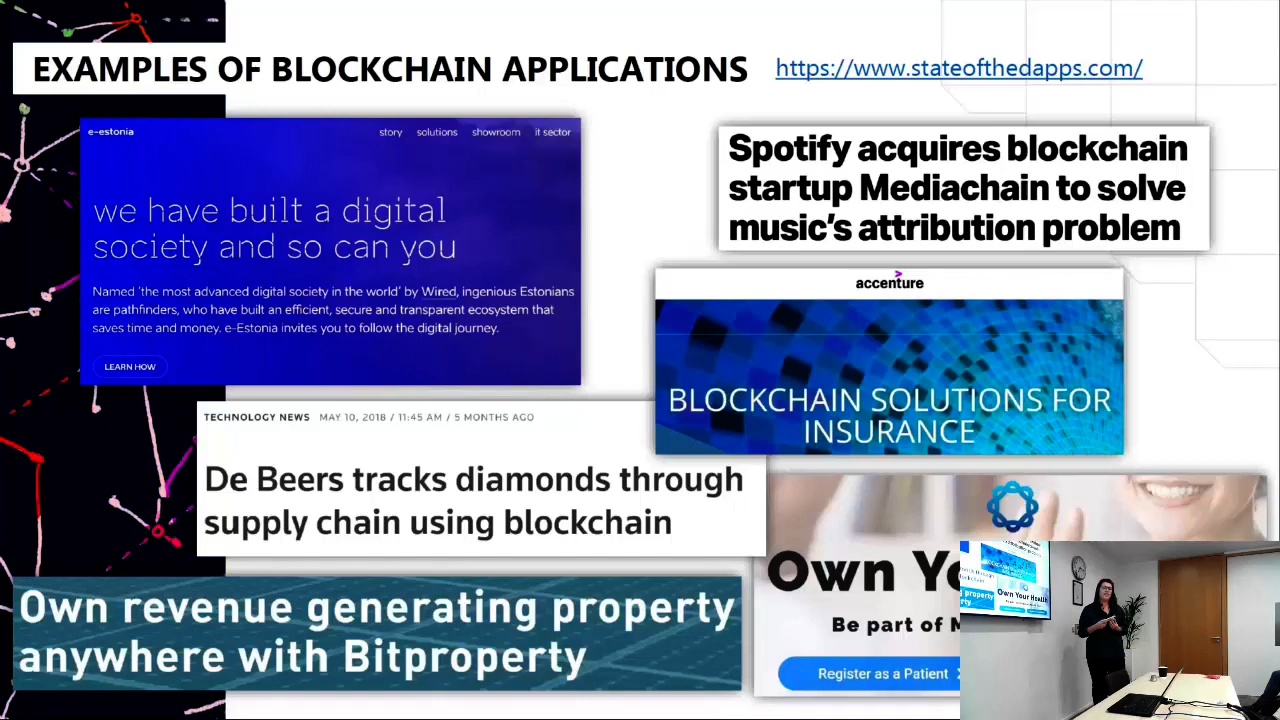 EXAMPLES OF BLOCKCHAIN APPLICATIONS https://www.stateofthedapps.com/
e-estonia story solutions showroom it sector
we have built a digital
society and so can you
Named 'the most advanced digital society in the world' by Wired, ingenious Estonians
are pathfinders, who have built an efficient, secure and transparent ecosystem that
saves time and money. e-Estonia invites you to follow the digital journey.
LEARN HOW
Spotify acquires blockchain
startup Mediachain to solve
music's attribution problem
accenture
BLOCKCHAIN SOLUTIONS FOR
INSURANCE
TECHNOLOGY NEWS MAY 10, 2018 / 11:45 AM / 5 MONTHS AGO
De Beers tracks diamonds through
supply chain using blockchain
Own revenue generating property
anywhere with Bitproperty
Own Yo
Be part of M
Register as a Patient
Own Your Health